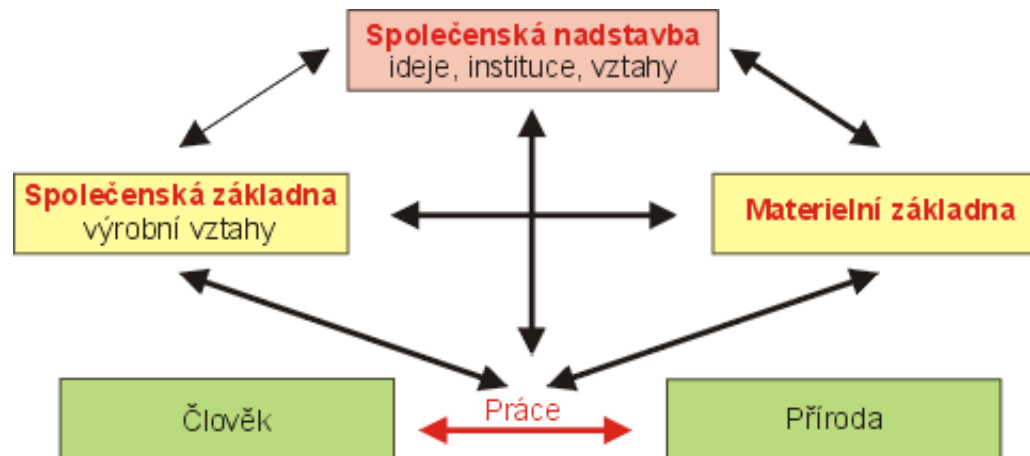 Společenská nadstavba
ideje, instituce, vztahy
Společenská základna
výrobní vztahy
Materielní základna
Člověk
Práce
Příroda